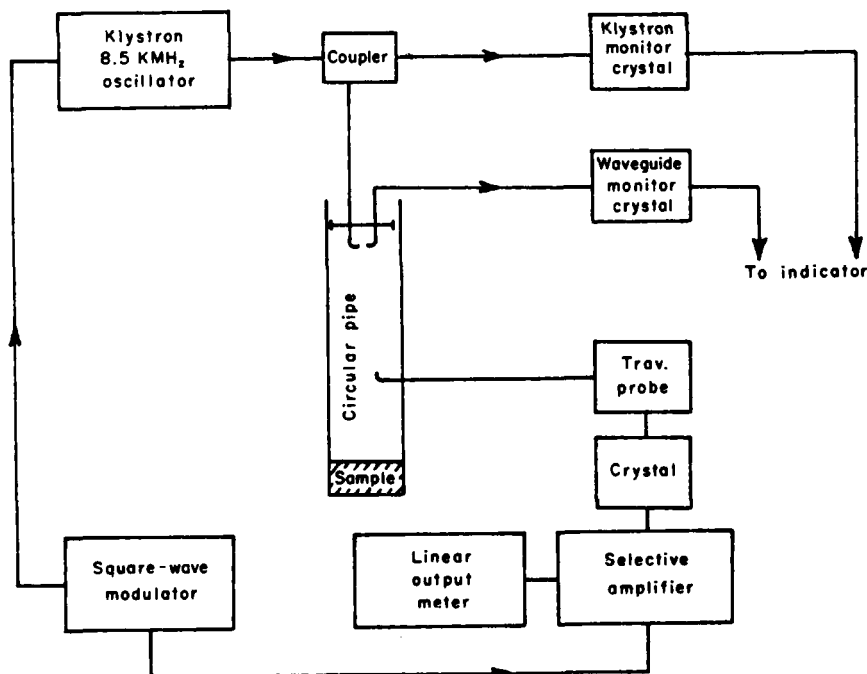 Klystron
8.5 KMHz
oscillator
Coupler
Klystron
monitor
crystal
Waveguide
monitor
crystal
To indicator
Circular pipe
Trav.
probe
Sample
Crystal
Square-wave
modulator
Linear
output
meter
Selective
amplifier